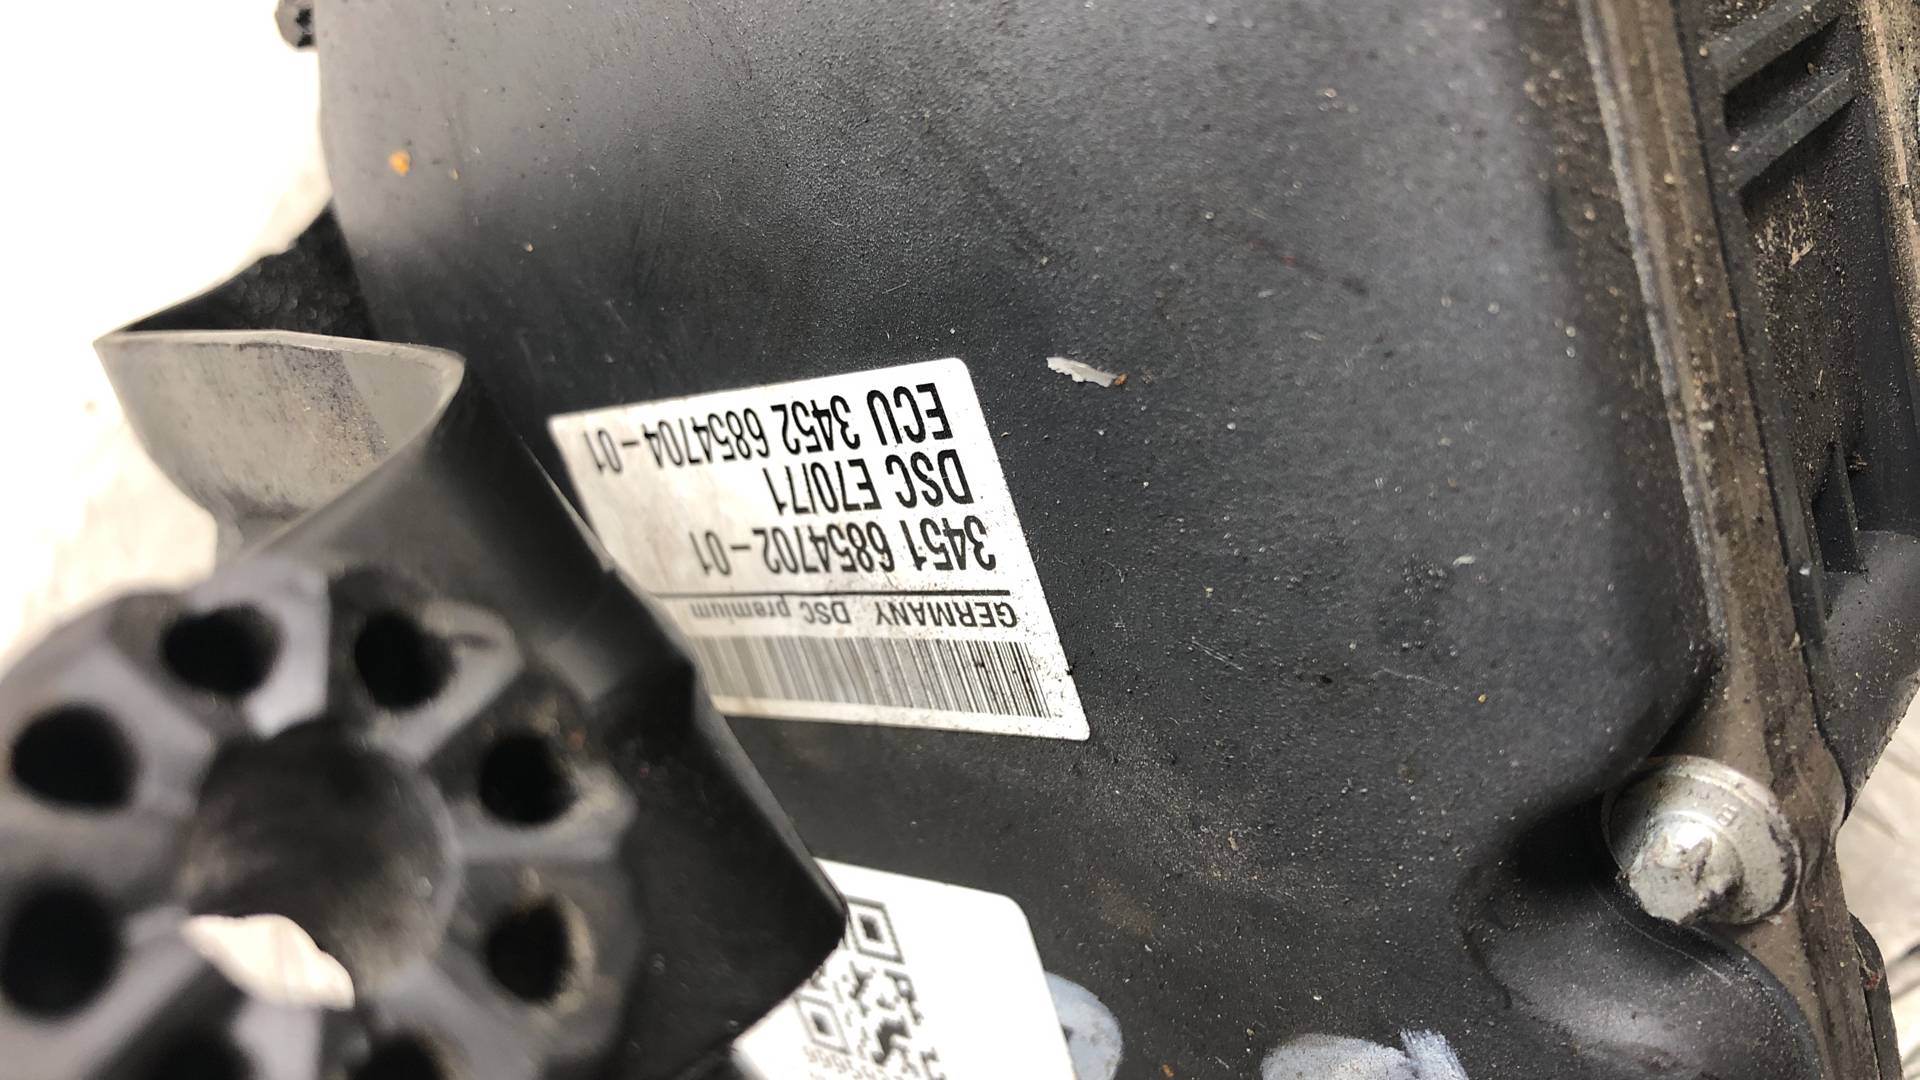 GERMANY DSC premium
3451 6854702-01
DSC E70/71
ECU 3452 6854704-01